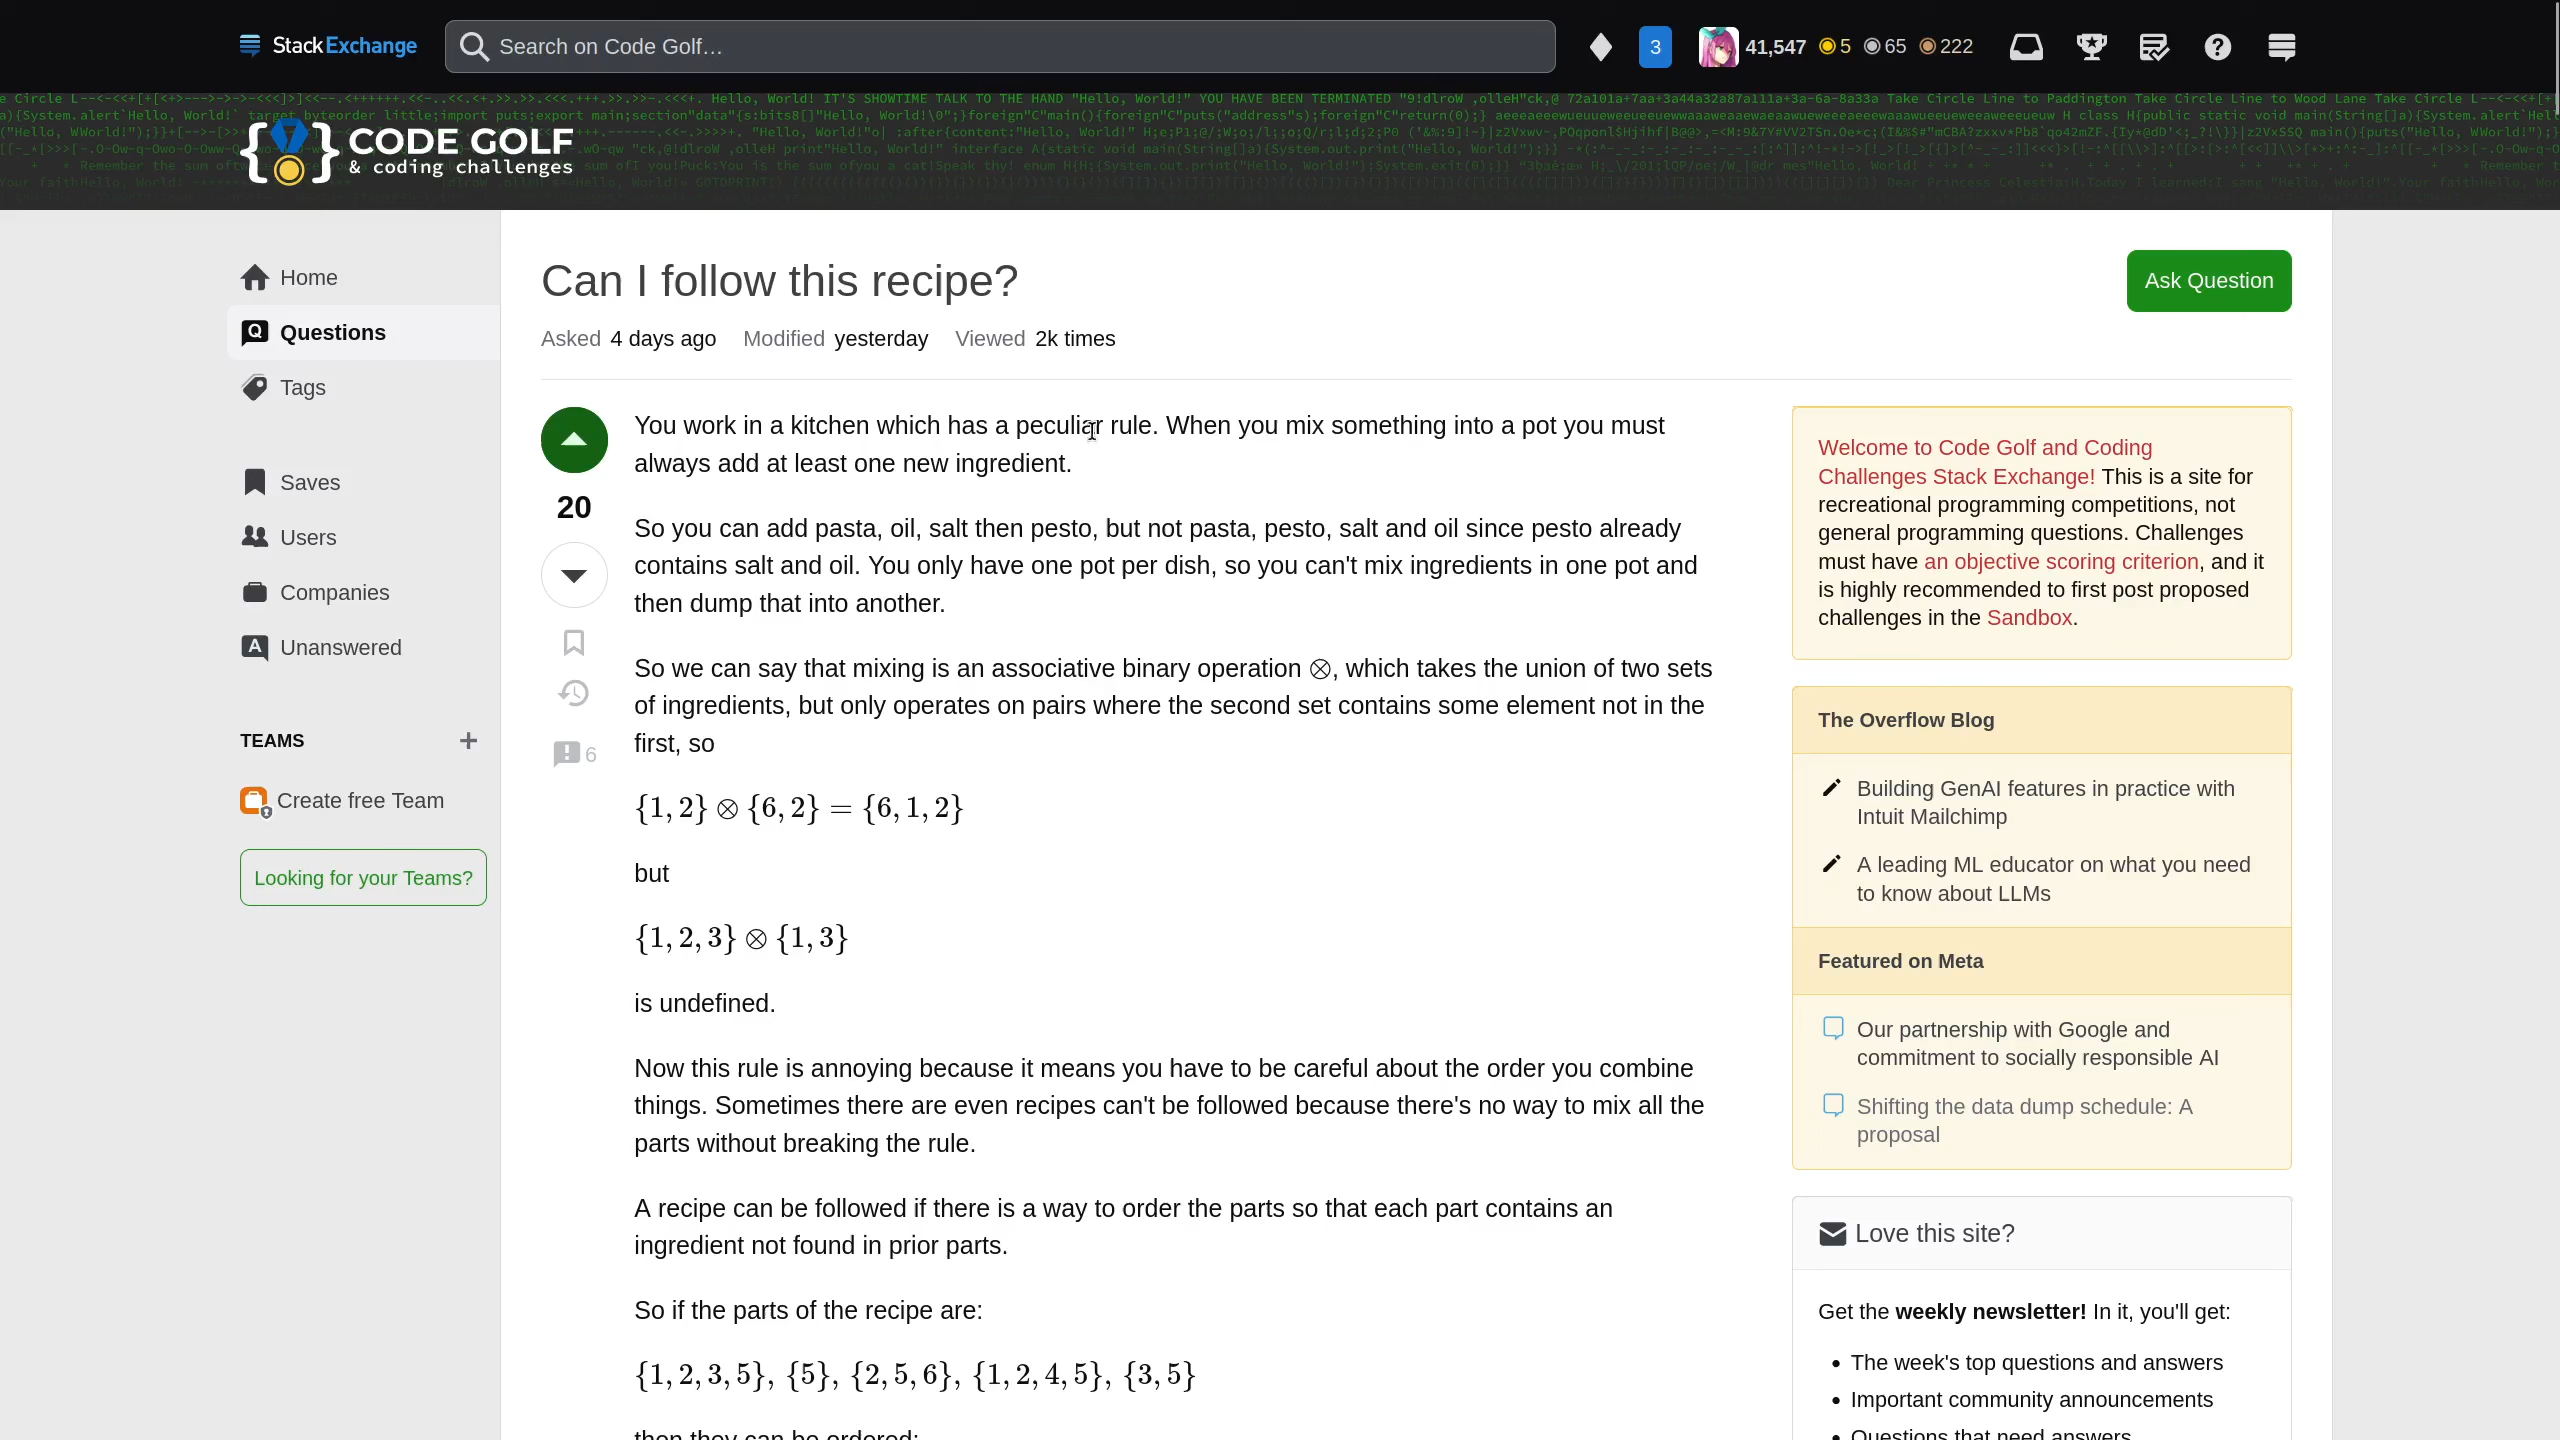 StackExchange
Search on Code Golf…
3
41,547
5
65
222
CODE GOLF
& coding challenges
Home
Questions
Tags
Saves
Users
Companies
Unanswered
TEAMS
Create free Team
Looking for your Teams?
Can I follow this recipe?
Ask Question
Asked 4 days ago Modified yesterday Viewed 2k times
20
6
You work in a kitchen which has a peculiar rule. When you mix something into a pot you must
always add at least one new ingredient.
So you can add pasta, oil, salt then pesto, but not pasta, pesto, salt and oil since pesto already
contains salt and oil. You only have one pot per dish, so you can't mix ingredients in one pot and
then dump that into another.
So we can say that mixing is an associative binary operation ⊗, which takes the union of two sets
of ingredients, but only operates on pairs where the second set contains some element not in the
first, so
{1, 2} ⊗ {6, 2} = {6, 1, 2}
but
{1, 2, 3} ⊗ {1, 3}
is undefined.
Now this rule is annoying because it means you have to be careful about the order you combine
things. Sometimes there are even recipes can't be followed because there's no way to mix all the
parts without breaking the rule.
A recipe can be followed if there is a way to order the parts so that each part contains an
ingredient not found in prior parts.
So if the parts of the recipe are:
{1, 2, 3, 5}, {5}, {2, 5, 6}, {1, 2, 4, 5}, {3, 5}
then they can be ordered:
Welcome to Code Golf and Coding
Challenges Stack Exchange! This is a site for
recreational programming competitions, not
general programming questions. Challenges
must have an objective scoring criterion, and it
is highly recommended to first post proposed
challenges in the Sandbox.
The Overflow Blog
Building GenAI features in practice with
Intuit Mailchimp
A leading ML educator on what you need
to know about LLMs
Featured on Meta
Our partnership with Google and
commitment to socially responsible AI
Shifting the data dump schedule: A
proposal
Love this site?
Get the weekly newsletter! In it, you'll get:
• The week's top questions and answers
• Important community announcements
• Questions that need answers